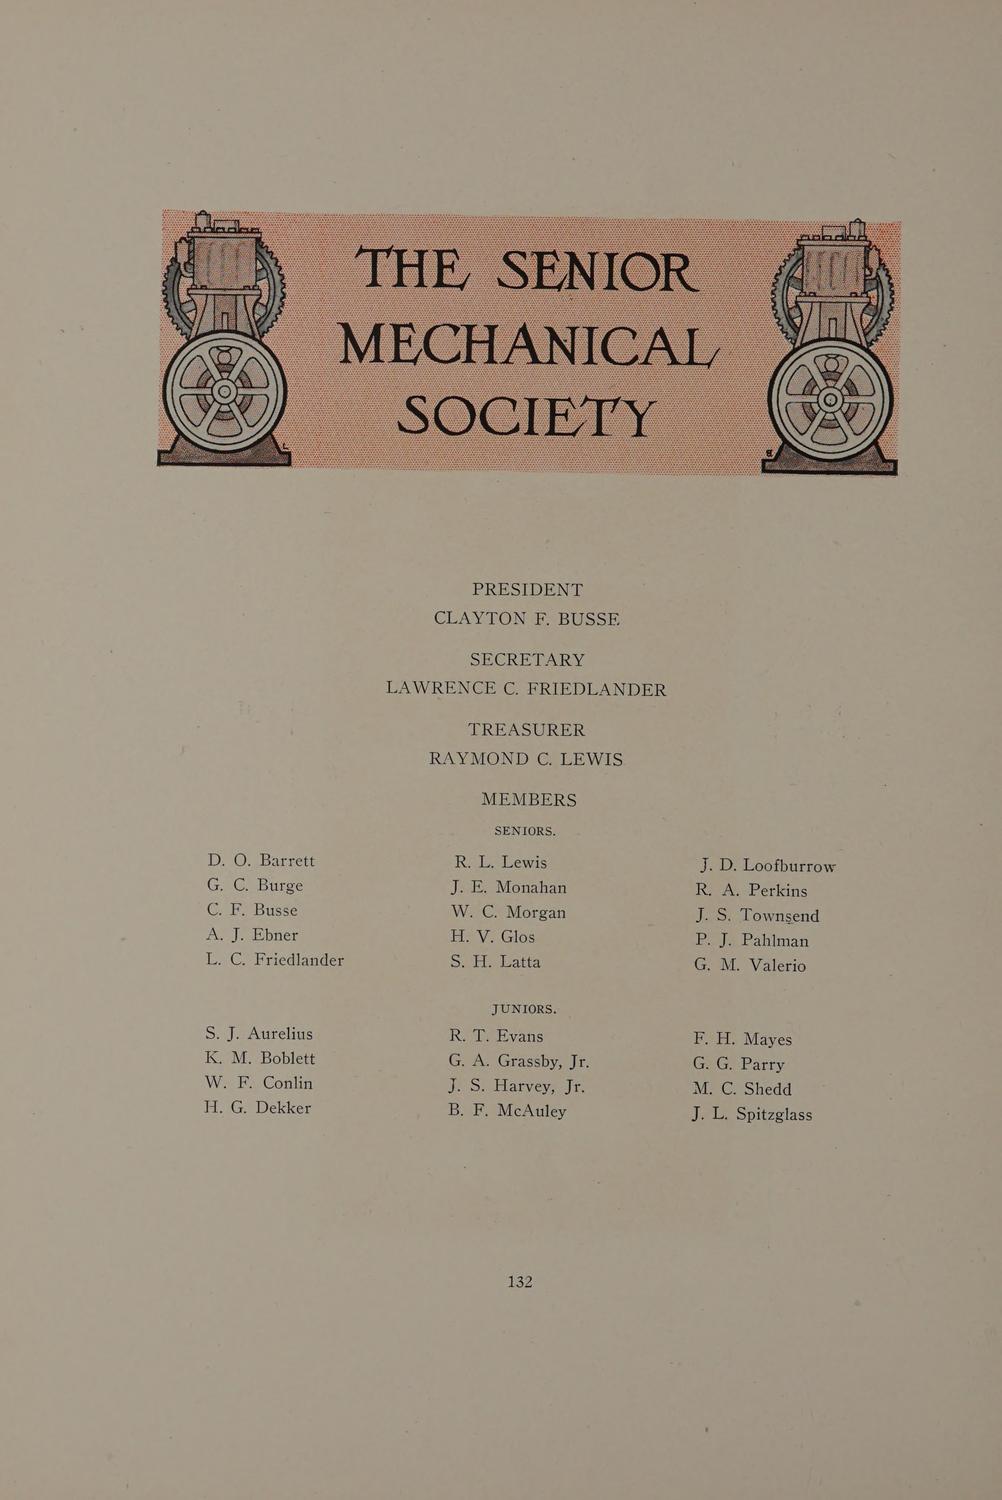 THE SENIOR
MECHANICAL
SOCIETY
PRESIDENT
CLAYTON F. BUSSE
SECRETARY
LAWRENCE C. FRIEDLANDER
TREASURER
RAYMOND C. LEWIS
MEMBERS
SENIORS.
D. O. Barrett
G. C. Burge
C. F. Busse
A. J. Ebner
L. C. Friedlander
R. L. Lewis
J. E. Monahan
W. C. Morgan
H. V. Glos
S. H. Latta
J. D. Loofburrow
R. A. Perkins
J. S. Townsend
P. J. Pahlman
G. M. Valerio
JUNIORS.
S. J. Aurelius
K. M. Boblett
W. F. Conlin
H. G. Dekker
R. T. Evans
G. A. Grassby, Jr.
J. S. Harvey, Jr.
B. F. McAuley
F. H. Mayes
G. G. Parry
M. C. Shedd
J. L. Spitzglass
132